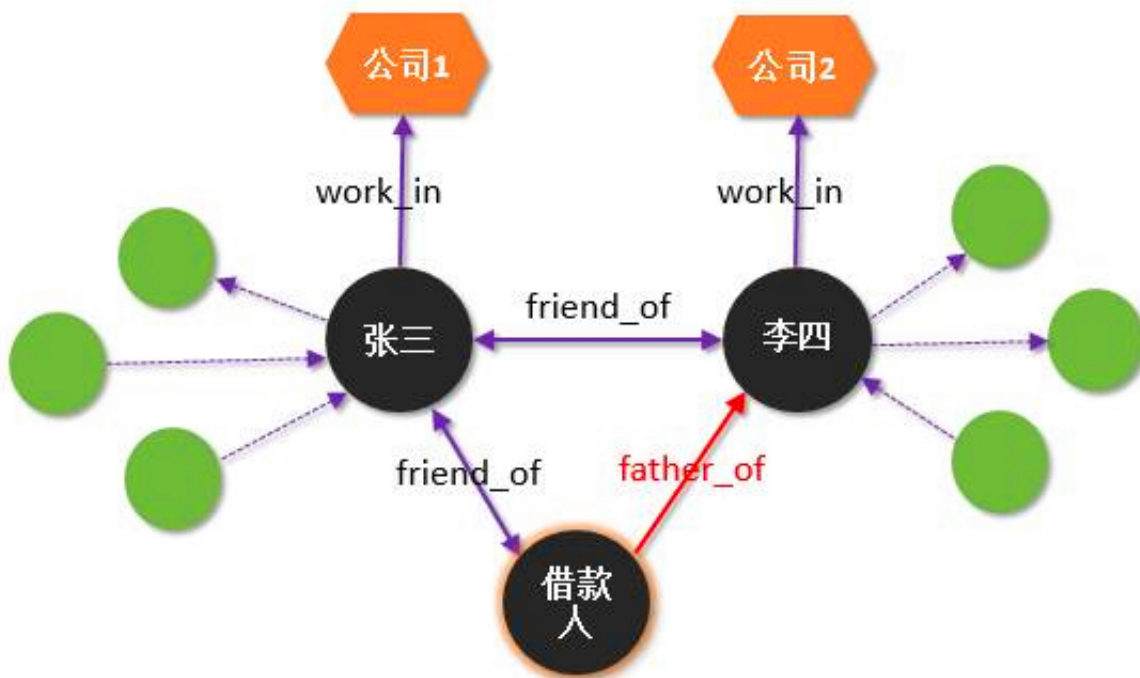 公司1
公司2
work_in
work_in
friend_of
张三
李四
friend_of
father_of
借款
人